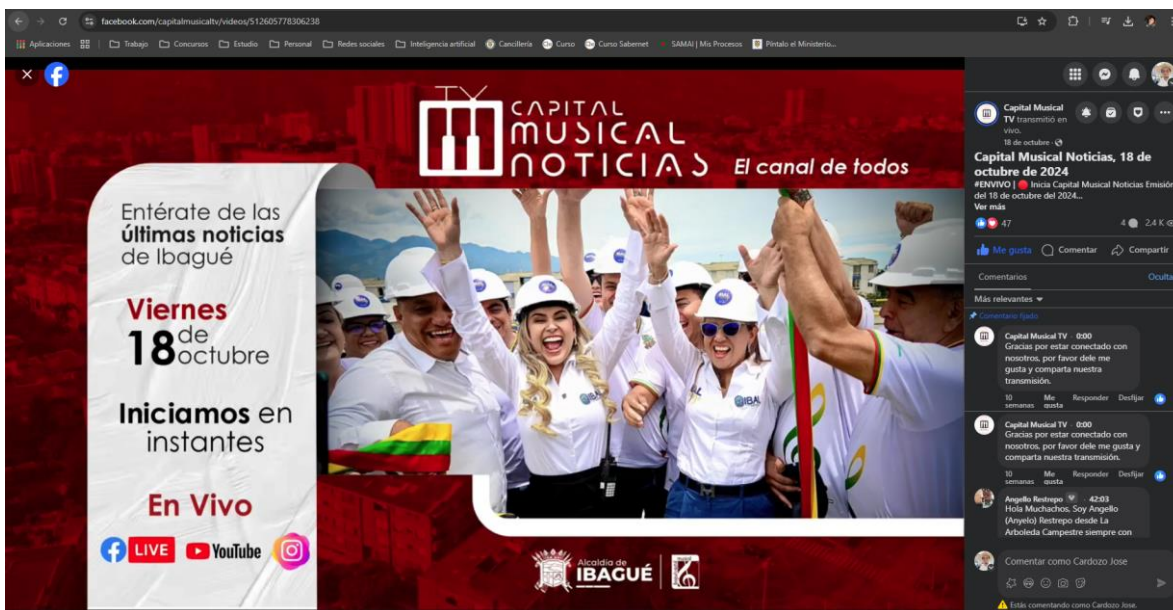 facebook.com/capitalmusicaltv/videos/512605778306238
Aplicaciones
Trabajo
Concursos
Estudio
Personal
Redes sociales
Inteligencia artificial
Cancillería
Curso
Curso Sabernet
SAMAI | Mis Procesos
Píntalo el Ministerio...
TV
CAPITAL
MUSICAL
NOTICIAS
El canal de todos
Entérate de las
últimas noticias
de Ibagué
Viernes
18 de
octubre
Iniciamos en
instantes
En Vivo
LIVE
YouTube
IBAL
IBAL
Alcaldía de
IBAGUÉ
Capital Musical
TV transmitió en
vivo.
18 de octubre
Capital Musical Noticias, 18 de
octubre de 2024
#ENVIVO | Inicia Capital Musical Noticias Emisión
del 18 de octubre del 2024...
Ver más
47
4
2.4 K
Me gusta
Comentar
Compartir
Comentarios
Ocultar
Más relevantes
Comentario fijado
Capital Musical TV · 0:00
Gracias por estar conectado con
nosotros, por favor dele me
gusta y comparta nuestra
transmisión.
10 semanas
Me gusta
Responder
Desfijar
Capital Musical TV · 0:00
Gracias por estar conectado con
nosotros, por favor dele me gusta y
comparta nuestra transmisión.
10 semanas
Me gusta
Responder
Desfijar
Angello Restrepo · 42:03
Hola Muchachos, Soy Angello
(Anyelo) Restrepo desde La
Arboleda Campestre siempre con
Comentar como Cardozo Jose
Estás comentando como Cardozo Jose.